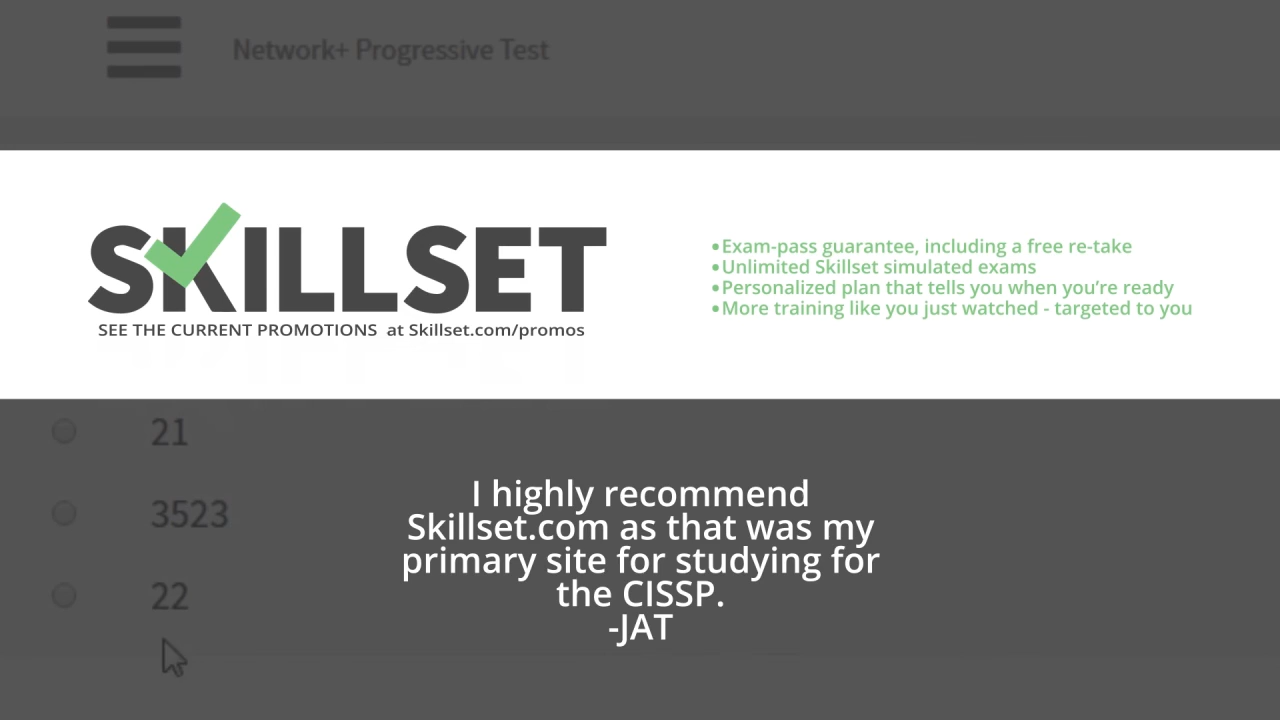 Network+ Progressive Test
SKILLSET
SEE THE CURRENT PROMOTIONS at Skillset.com/promos
•Exam-pass guarantee, including a free re-take
•Unlimited Skillset simulated exams
•Personalized plan that tells you when you’re ready
•More training like you just watched - targeted to you
21
3523
22
I highly recommend
Skillset.com as that was my
primary site for studying for
the CISSP.
-JAT